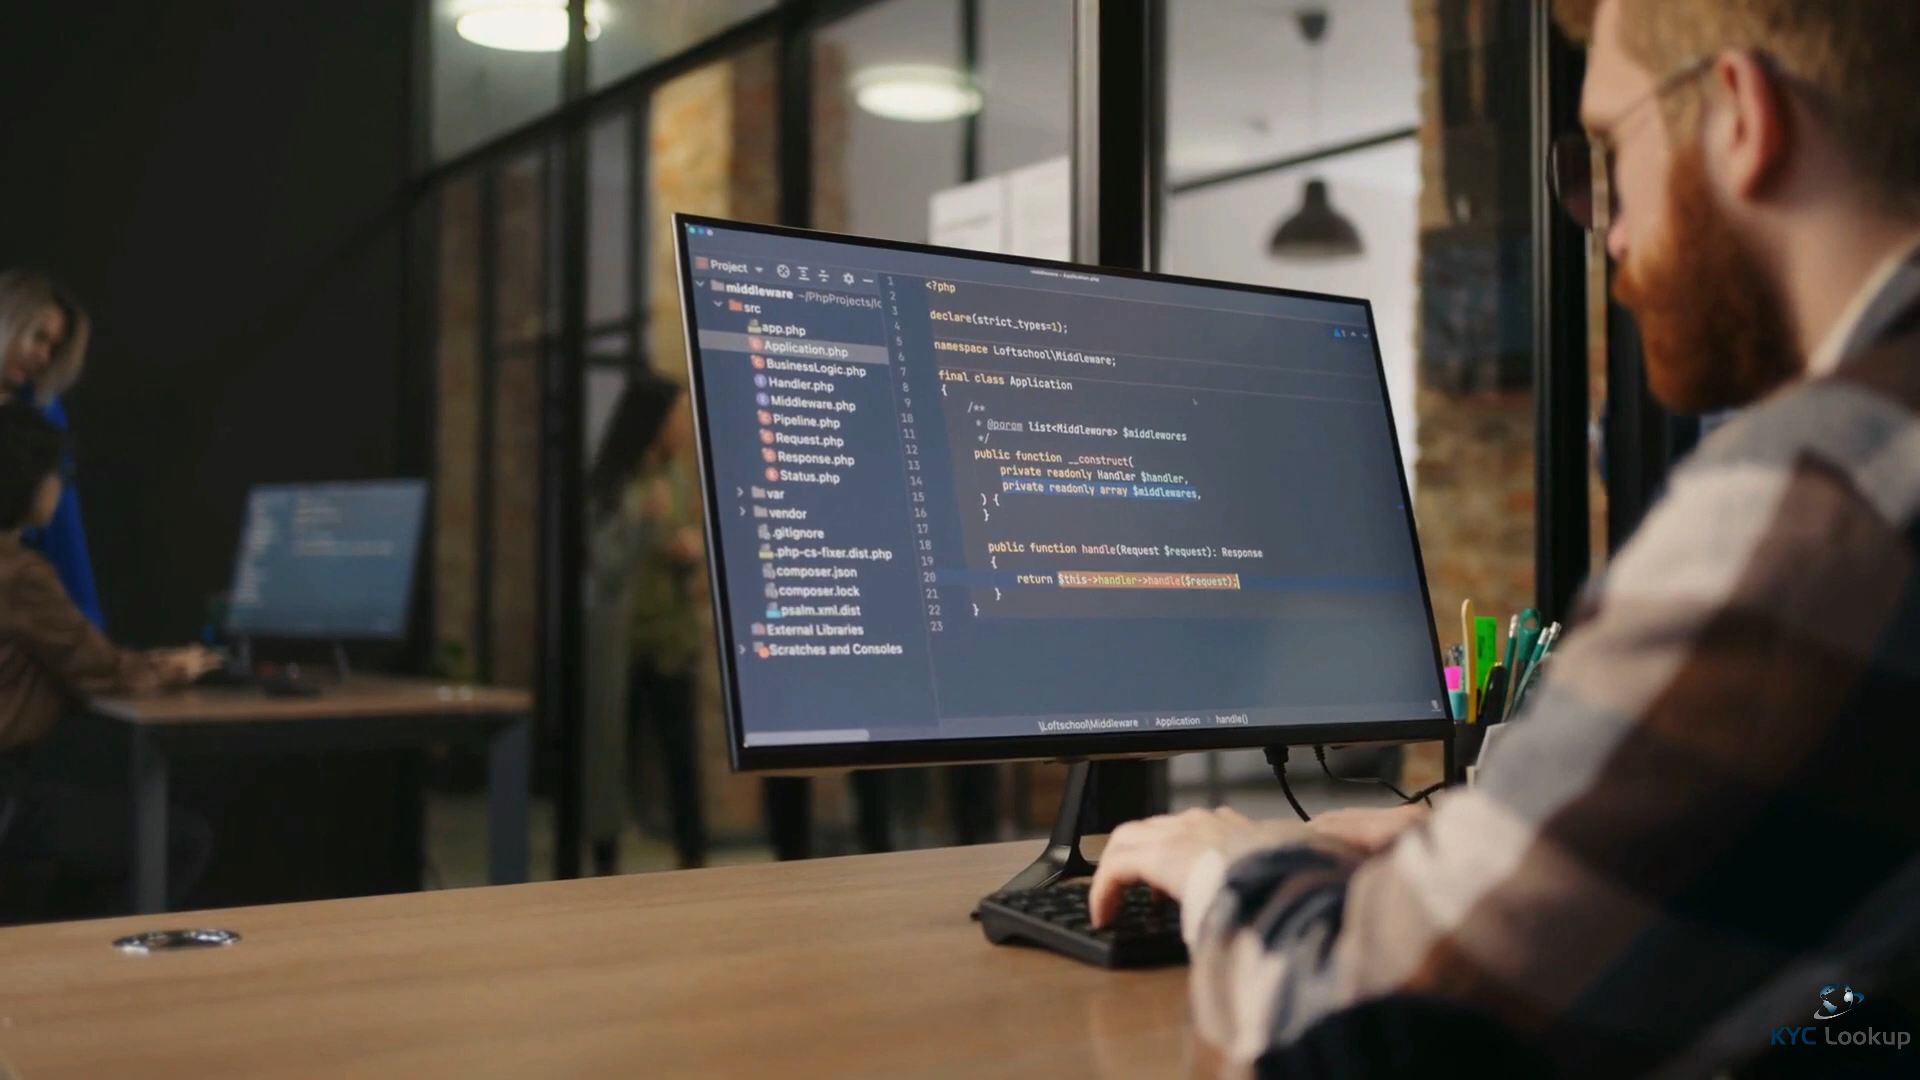 middleware – Application.php
Project
middleware ~/PhpProjects/lo
src
app.php
Application.php
BusinessLogic.php
Handler.php
Middleware.php
Pipeline.php
Request.php
Response.php
Status.php
var
vendor
.gitignore
.php-cs-fixer.dist.php
composer.json
composer.lock
psalm.xml.dist
External Libraries
Scratches and Consoles
1 <?php
2
3 declare(strict_types=1);
4
5 namespace Loftschool\Middleware;
6
7 final class Application
8 {
9 /**
10 * @param list<Middleware> $middlewares
11 */
12 public function __construct(
13 private readonly Handler $handler,
14 private readonly array $middlewares,
15 ) {
16 }
17
18 public function handle(Request $request): Response
19 {
20 return $this->handler->handle($request);
21 }
22 }
23
\Loftschool\Middleware > Application > handle()
KYC Lookup